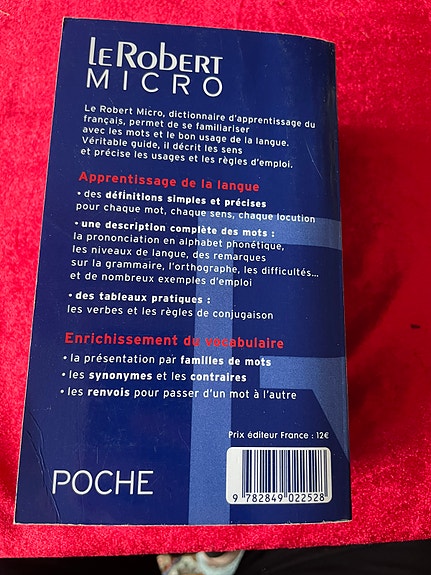 LE ROBERT
MICRO
Le Robert Micro, dictionnaire d'apprentissage du
français, permet de se familiariser
avec les mots et le bon usage de la langue.
Véritable guide, il décrit les sens
et précise les usages et les règles d'emploi.
Apprentissage de la langue
• des définitions simples et précises
pour chaque mot, chaque sens, chaque locution
• une description complète des mots :
la prononciation en alphabet phonétique,
les niveaux de langue, des remarques
sur la grammaire, l'orthographe, les difficultés...
et de nombreux exemples d'emploi
• des tableaux pratiques :
les verbes et les règles de conjugaison
Enrichissement du vocabulaire
• la présentation par familles de mots
• les synonymes et les contraires
• les renvois pour passer d'un mot à l'autre
Prix éditeur France : 12€
POCHE
9 782849 022528